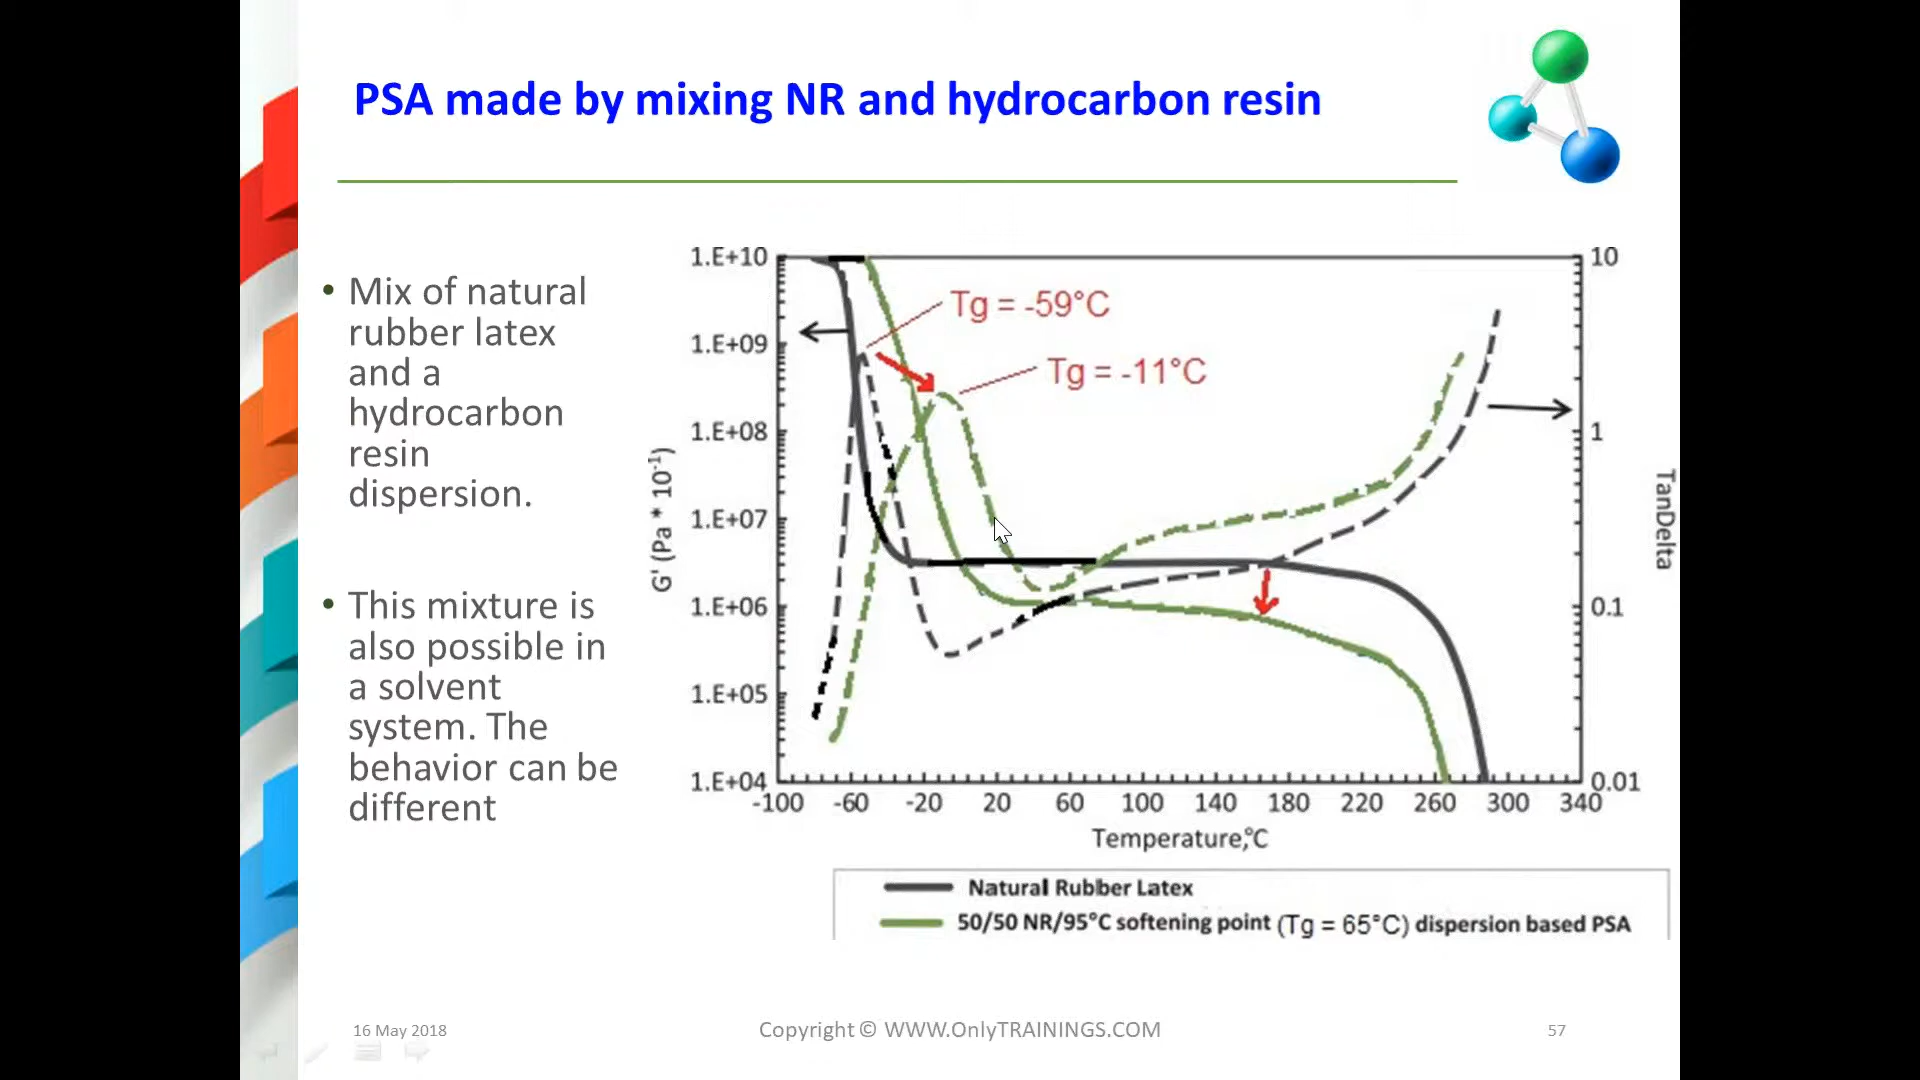 PSA made by mixing NR and hydrocarbon resin
• Mix of natural
rubber latex
and a
hydrocarbon
resin
dispersion.
• This mixture is
also possible in
a solvent
system. The
behavior can be
different
1.E+10
1.E+09
1.E+08
1.E+07
1.E+06
1.E+05
1.E+04
G' (Pa * 10⁻¹)
Tg = -59°C
Tg = -11°C
10
1
0.1
0.01
TanDelta
-100 -60 -20 20 60 100 140 180 220 260 300 340
Temperature,°C
Natural Rubber Latex
50/50 NR/95°C softening point (Tg = 65°C) dispersion based PSA
16 May 2018
Copyright © WWW.OnlyTRAININGS.COM
57